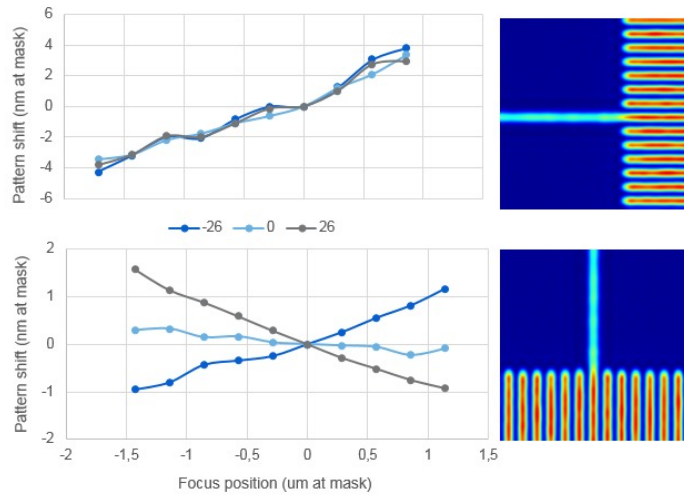 6
4
2
0
-2
-4
-6
Pattern shift (nm at mask)
-26 0 26
2
1
0
-1
-2
Pattern shift (nm at mask)
-2 -1,5 -1 -0,5 0 0,5 1 1,5
Focus position (um at mask)